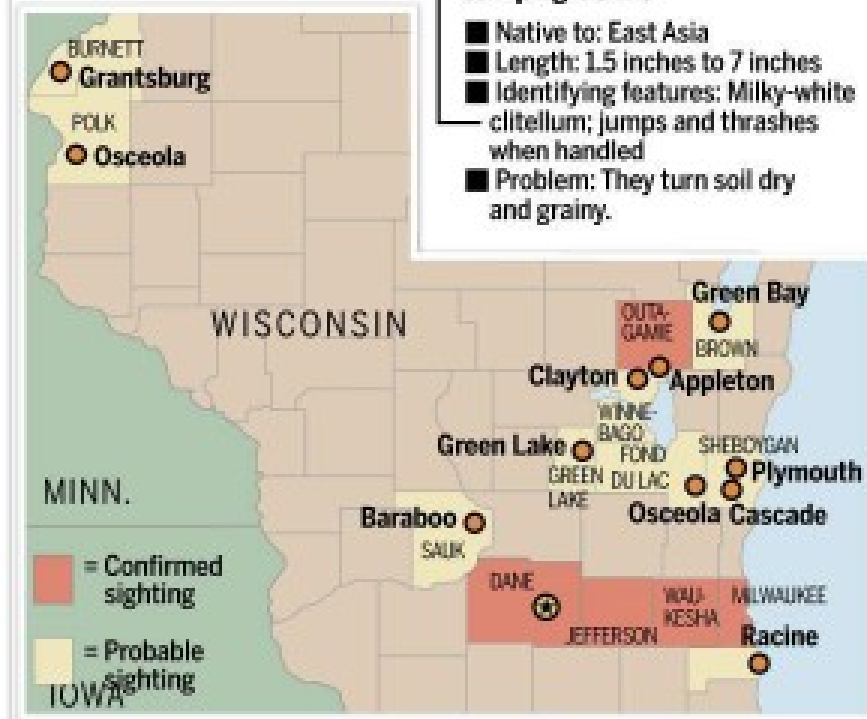 ■ Native to: East Asia
■ Length: 1.5 inches to 7 inches
■ Identifying features: Milky-white
clitellum; jumps and thrashes
when handled
■ Problem: They turn soil dry
and grainy.
BURNETT
Grantsburg
POLK
Osceola
WISCONSIN
Green Bay
OUTA-
GAMIE
BROWN
Clayton
Appleton
WINNE-
BAGO
Green Lake
FOND
DU LAC
GREEN
LAKE
SHEBOYGAN
Plymouth
Osceola
Cascade
MINN.
Baraboo
SAUK
= Confirmed
sighting
DANE
JEFFERSON
WAU-
KESHA
MILWAUKEE
Racine
= Probable
sighting
IOWA